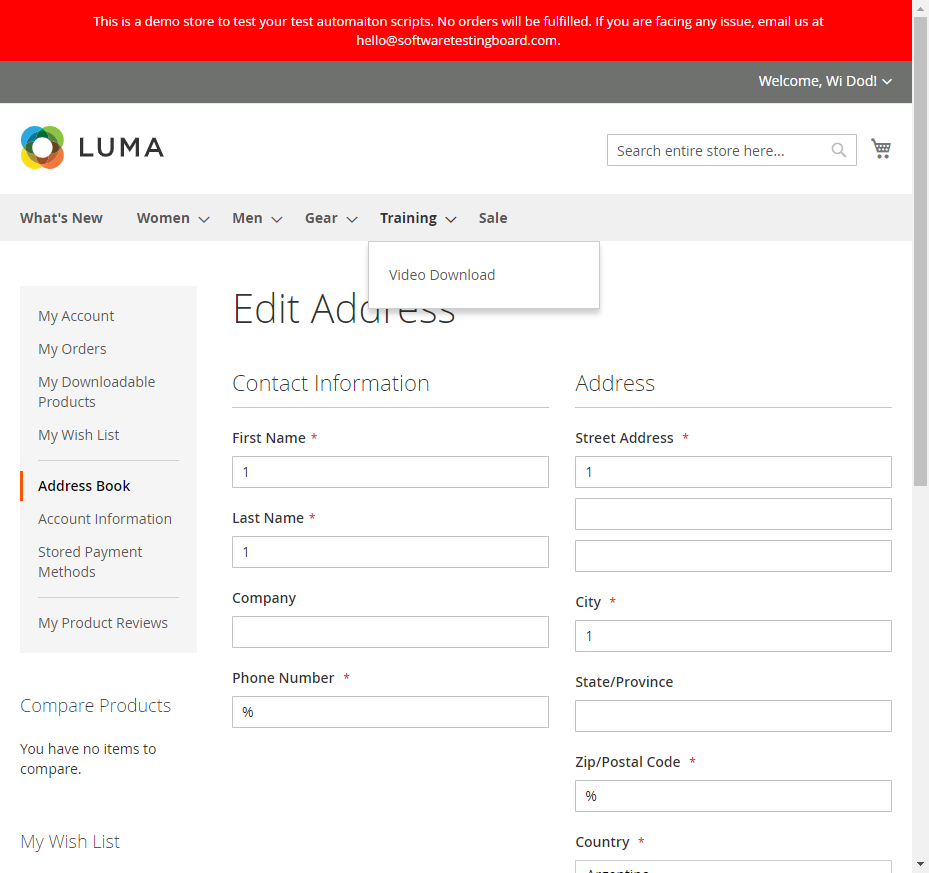 This is a demo store to test your test automaiton scripts. No orders will be fulfilled. If you are facing any issue, email us at
hello@softwaretestingboard.com.
Welcome, Wi Dod!
LUMA
Search entire store here...
What's New Women Men Gear Training Sale
Video Download
Edit Address
My Account
My Orders
My Downloadable
Products
My Wish List
Address Book
Account Information
Stored Payment
Methods
My Product Reviews
Compare Products
You have no items to
compare.
My Wish List
Contact Information
First Name *
1
Last Name *
1
Company
Phone Number *
%
Address
Street Address *
1
City *
1
State/Province
Zip/Postal Code *
%
Country *
Argentina